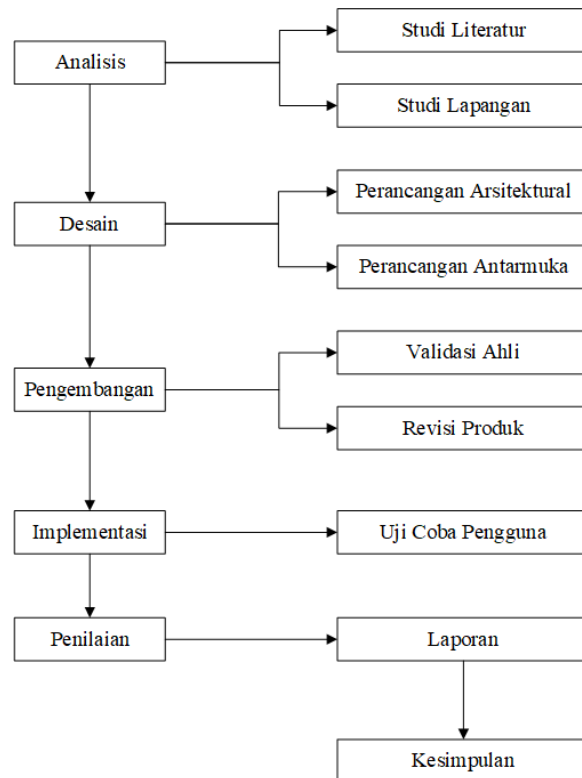 Studi Literatur
Analisis
Studi Lapangan
Perancangan Arsitektural
Desain
Perancangan Antarmuka
Validasi Ahli
Pengembangan
Revisi Produk
Implementasi
Uji Coba Pengguna
Penilaian
Laporan
Kesimpulan